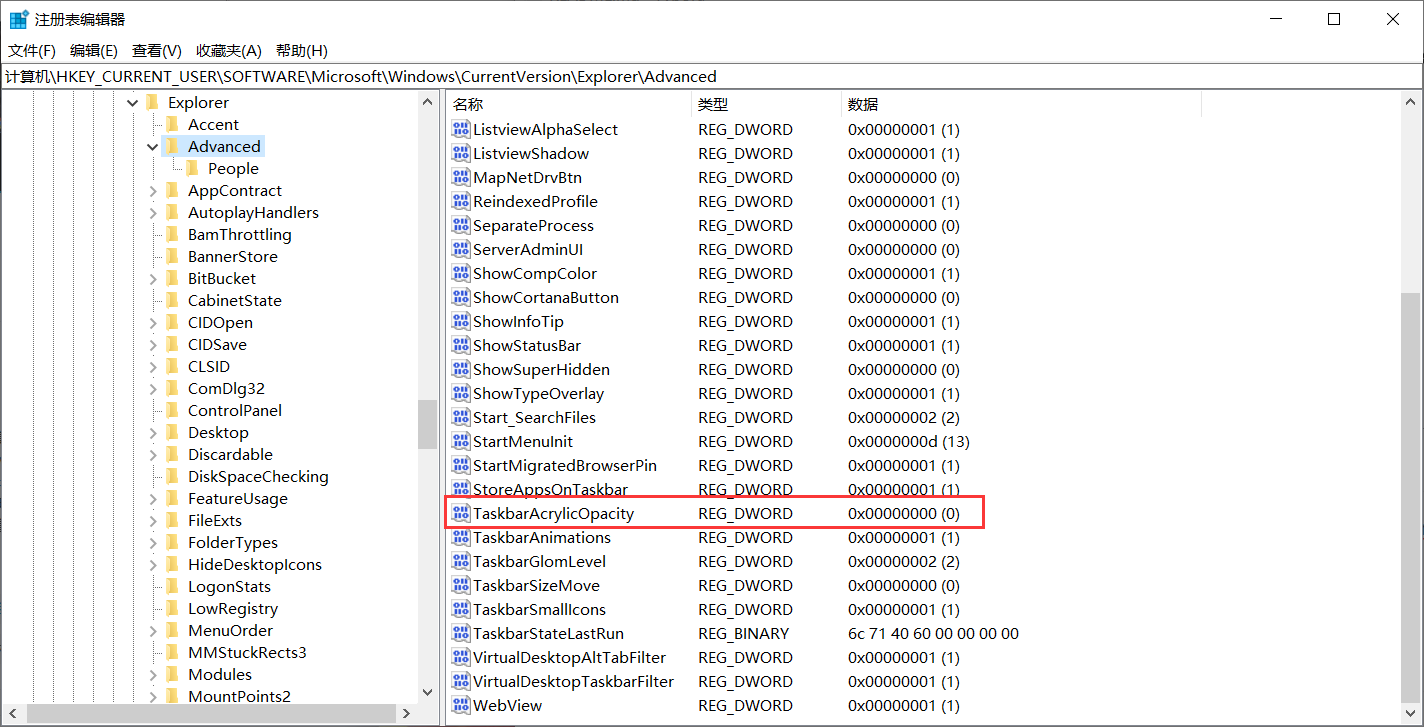 注册表编辑器
文件(F) 编辑(E) 查看(V) 收藏夹(A) 帮助(H)
计算机\HKEY_CURRENT_USER\SOFTWARE\Microsoft\Windows\CurrentVersion\Explorer\Advanced
Explorer
Accent
Advanced
People
AppContract
AutoplayHandlers
BamThrottling
BannerStore
BitBucket
CabinetState
CIDOpen
CIDSave
CLSID
ComDlg32
ControlPanel
Desktop
Discardable
DiskSpaceChecking
FeatureUsage
FileExts
FolderTypes
HideDesktopIcons
LogonStats
LowRegistry
MenuOrder
MMStuckRects3
Modules
MountPoints2
名称 类型 数据
ListviewAlphaSelect REG_DWORD 0x00000001 (1)
ListviewShadow REG_DWORD 0x00000001 (1)
MapNetDrvBtn REG_DWORD 0x00000000 (0)
ReindexedProfile REG_DWORD 0x00000001 (1)
SeparateProcess REG_DWORD 0x00000000 (0)
ServerAdminUI REG_DWORD 0x00000000 (0)
ShowCompColor REG_DWORD 0x00000001 (1)
ShowCortanaButton REG_DWORD 0x00000000 (0)
ShowInfoTip REG_DWORD 0x00000001 (1)
ShowStatusBar REG_DWORD 0x00000001 (1)
ShowSuperHidden REG_DWORD 0x00000000 (0)
ShowTypeOverlay REG_DWORD 0x00000001 (1)
Start_SearchFiles REG_DWORD 0x00000002 (2)
StartMenuInit REG_DWORD 0x0000000d (13)
StartMigratedBrowserPin REG_DWORD 0x00000001 (1)
StoreAppsOnTaskbar REG_DWORD 0x00000001 (1)
TaskbarAcrylicOpacity REG_DWORD 0x00000000 (0)
TaskbarAnimations REG_DWORD 0x00000001 (1)
TaskbarGlomLevel REG_DWORD 0x00000002 (2)
TaskbarSizeMove REG_DWORD 0x00000000 (0)
TaskbarSmallIcons REG_DWORD 0x00000001 (1)
TaskbarStateLastRun REG_BINARY 6c 71 40 60 00 00 00 00
VirtualDesktopAltTabFilter REG_DWORD 0x00000001 (1)
VirtualDesktopTaskbarFilter REG_DWORD 0x00000001 (1)
WebView REG_DWORD 0x00000001 (1)